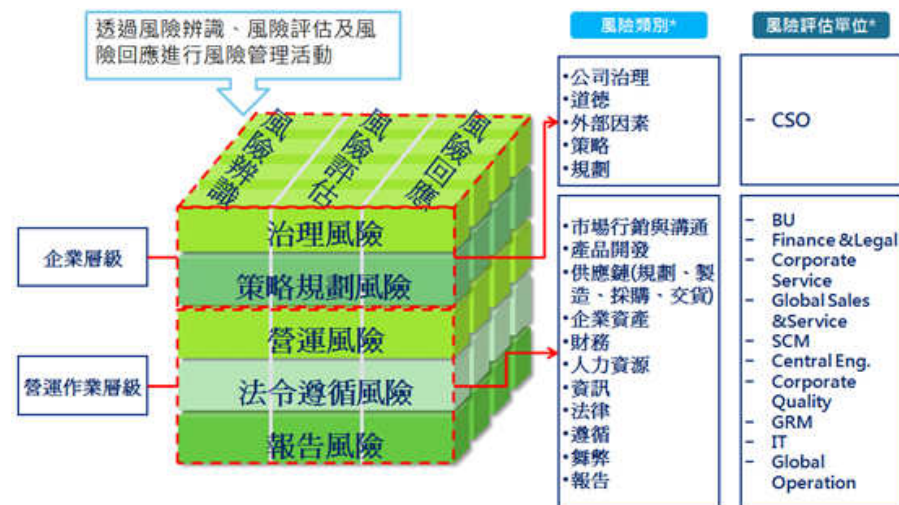 透過風險辨識、風險評估及風
險回應進行風險管理活動
風險辨識
風險評估
風險回應
治理風險
策略規劃風險
營運風險
法令遵循風險
報告風險
企業層級
營運作業層級
風險類別*
•公司治理
•道德
•外部因素
•策略
•規劃
•市場行銷與溝通
•產品開發
•供應鏈(規劃、製
造、採購、交貨)
•企業資產
•財務
•人力資源
•資訊
•法律
•遵循
•舞弊
•報告
風險評估單位*
– CSO
– BU
– Finance &Legal
– Corporate
Service
– Global Sales
&Service
– SCM
– Central Eng.
– Corporate
Quality
– GRM
– IT
– Global
Operation